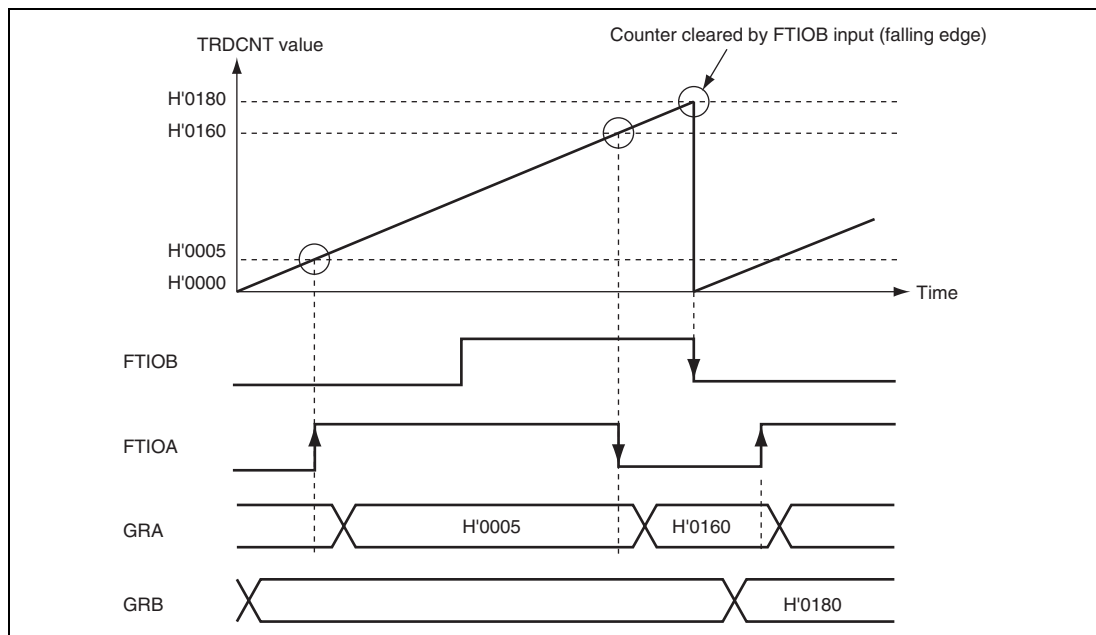 Counter cleared by FTIOB input (falling edge)
TRDCNT value
H'0180
H'0160
H'0005
H'0000
Time
FTIOB
FTIOA
GRA
H'0005
H'0160
GRB
H'0180